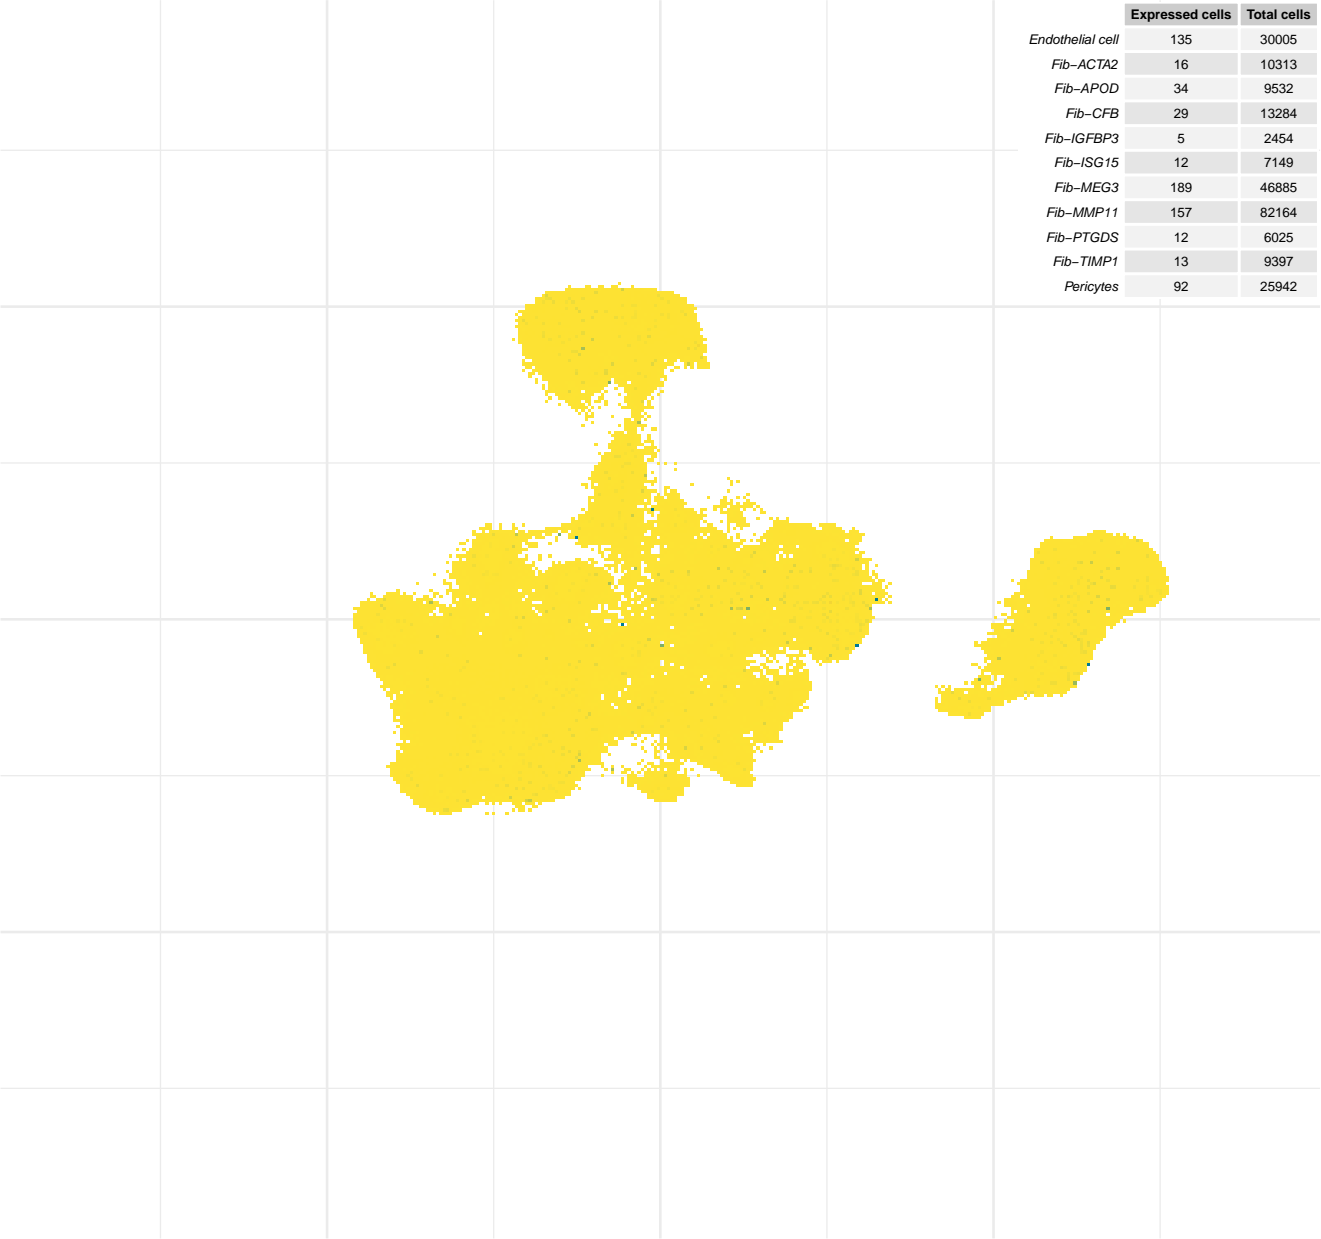 Expressed cells Total cells
Endothelial cell 135 30005
Fib−ACTA2 16 10313
Fib−APOD 34 9532
Fib−CFB 29 13284
Fib−IGFBP3 5 2454
Fib−ISG15 12 7149
Fib−MEG3 189 46885
Fib−MMP11 157 82164
Fib−PTGDS 12 6025
Fib−TIMP1 13 9397
Pericytes 92 25942